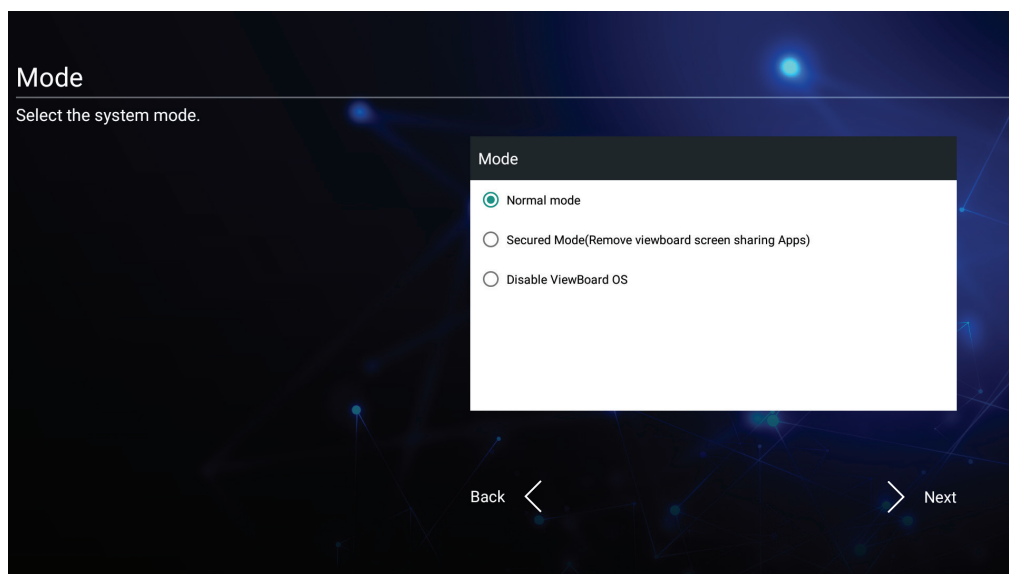 Mode
Select the system mode.
Mode
Normal mode
Secured Mode(Remove viewboard screen sharing Apps)
Disable ViewBoard OS
Back
Next